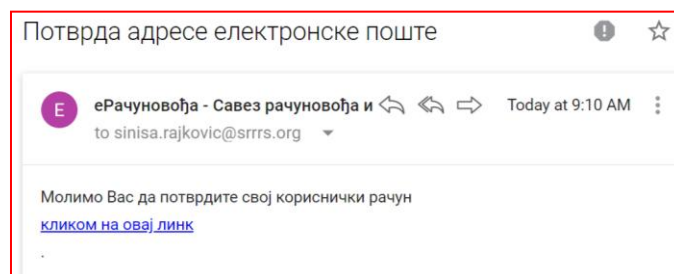 Потврда адресе електронске поште
E
еРачуновођа - Савез рачуновођа и
Today at 9:10 AM
to sinisa.rajkovic@srrrs.org
Молимо Вас да потврдите свој кориснички рачун
кликом на овај линк
.